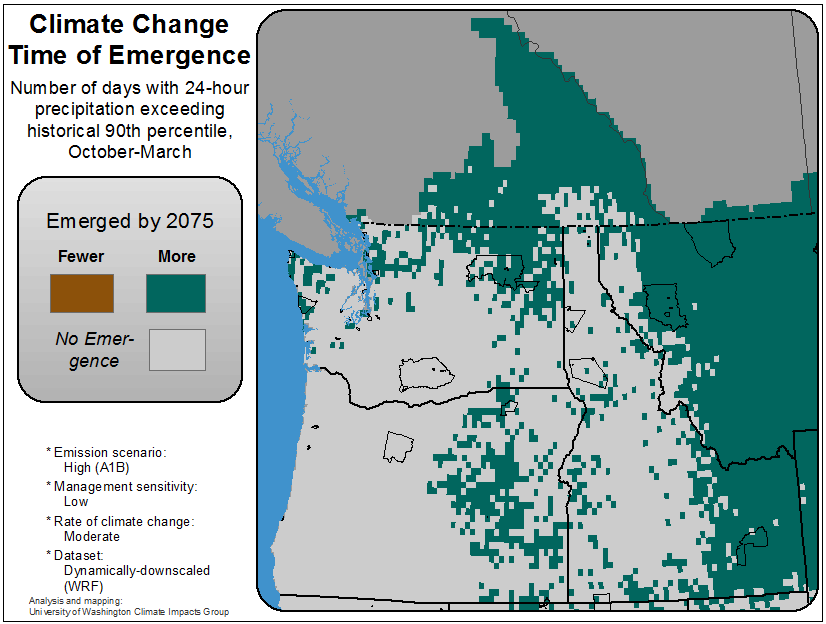 Climate Change
Time of Emergence
Number of days with 24-hour
precipitation exceeding
historical 90th percentile,
October-March
Emerged by 2075
Fewer More
No Emer-
gence
* Emission scenario:
High (A1B)
* Management sensitivity:
Low
* Rate of climate change:
Moderate
* Dataset:
Dynamically-downscaled
(WRF)
Analysis and mapping:
University of Washington Climate Impacts Group